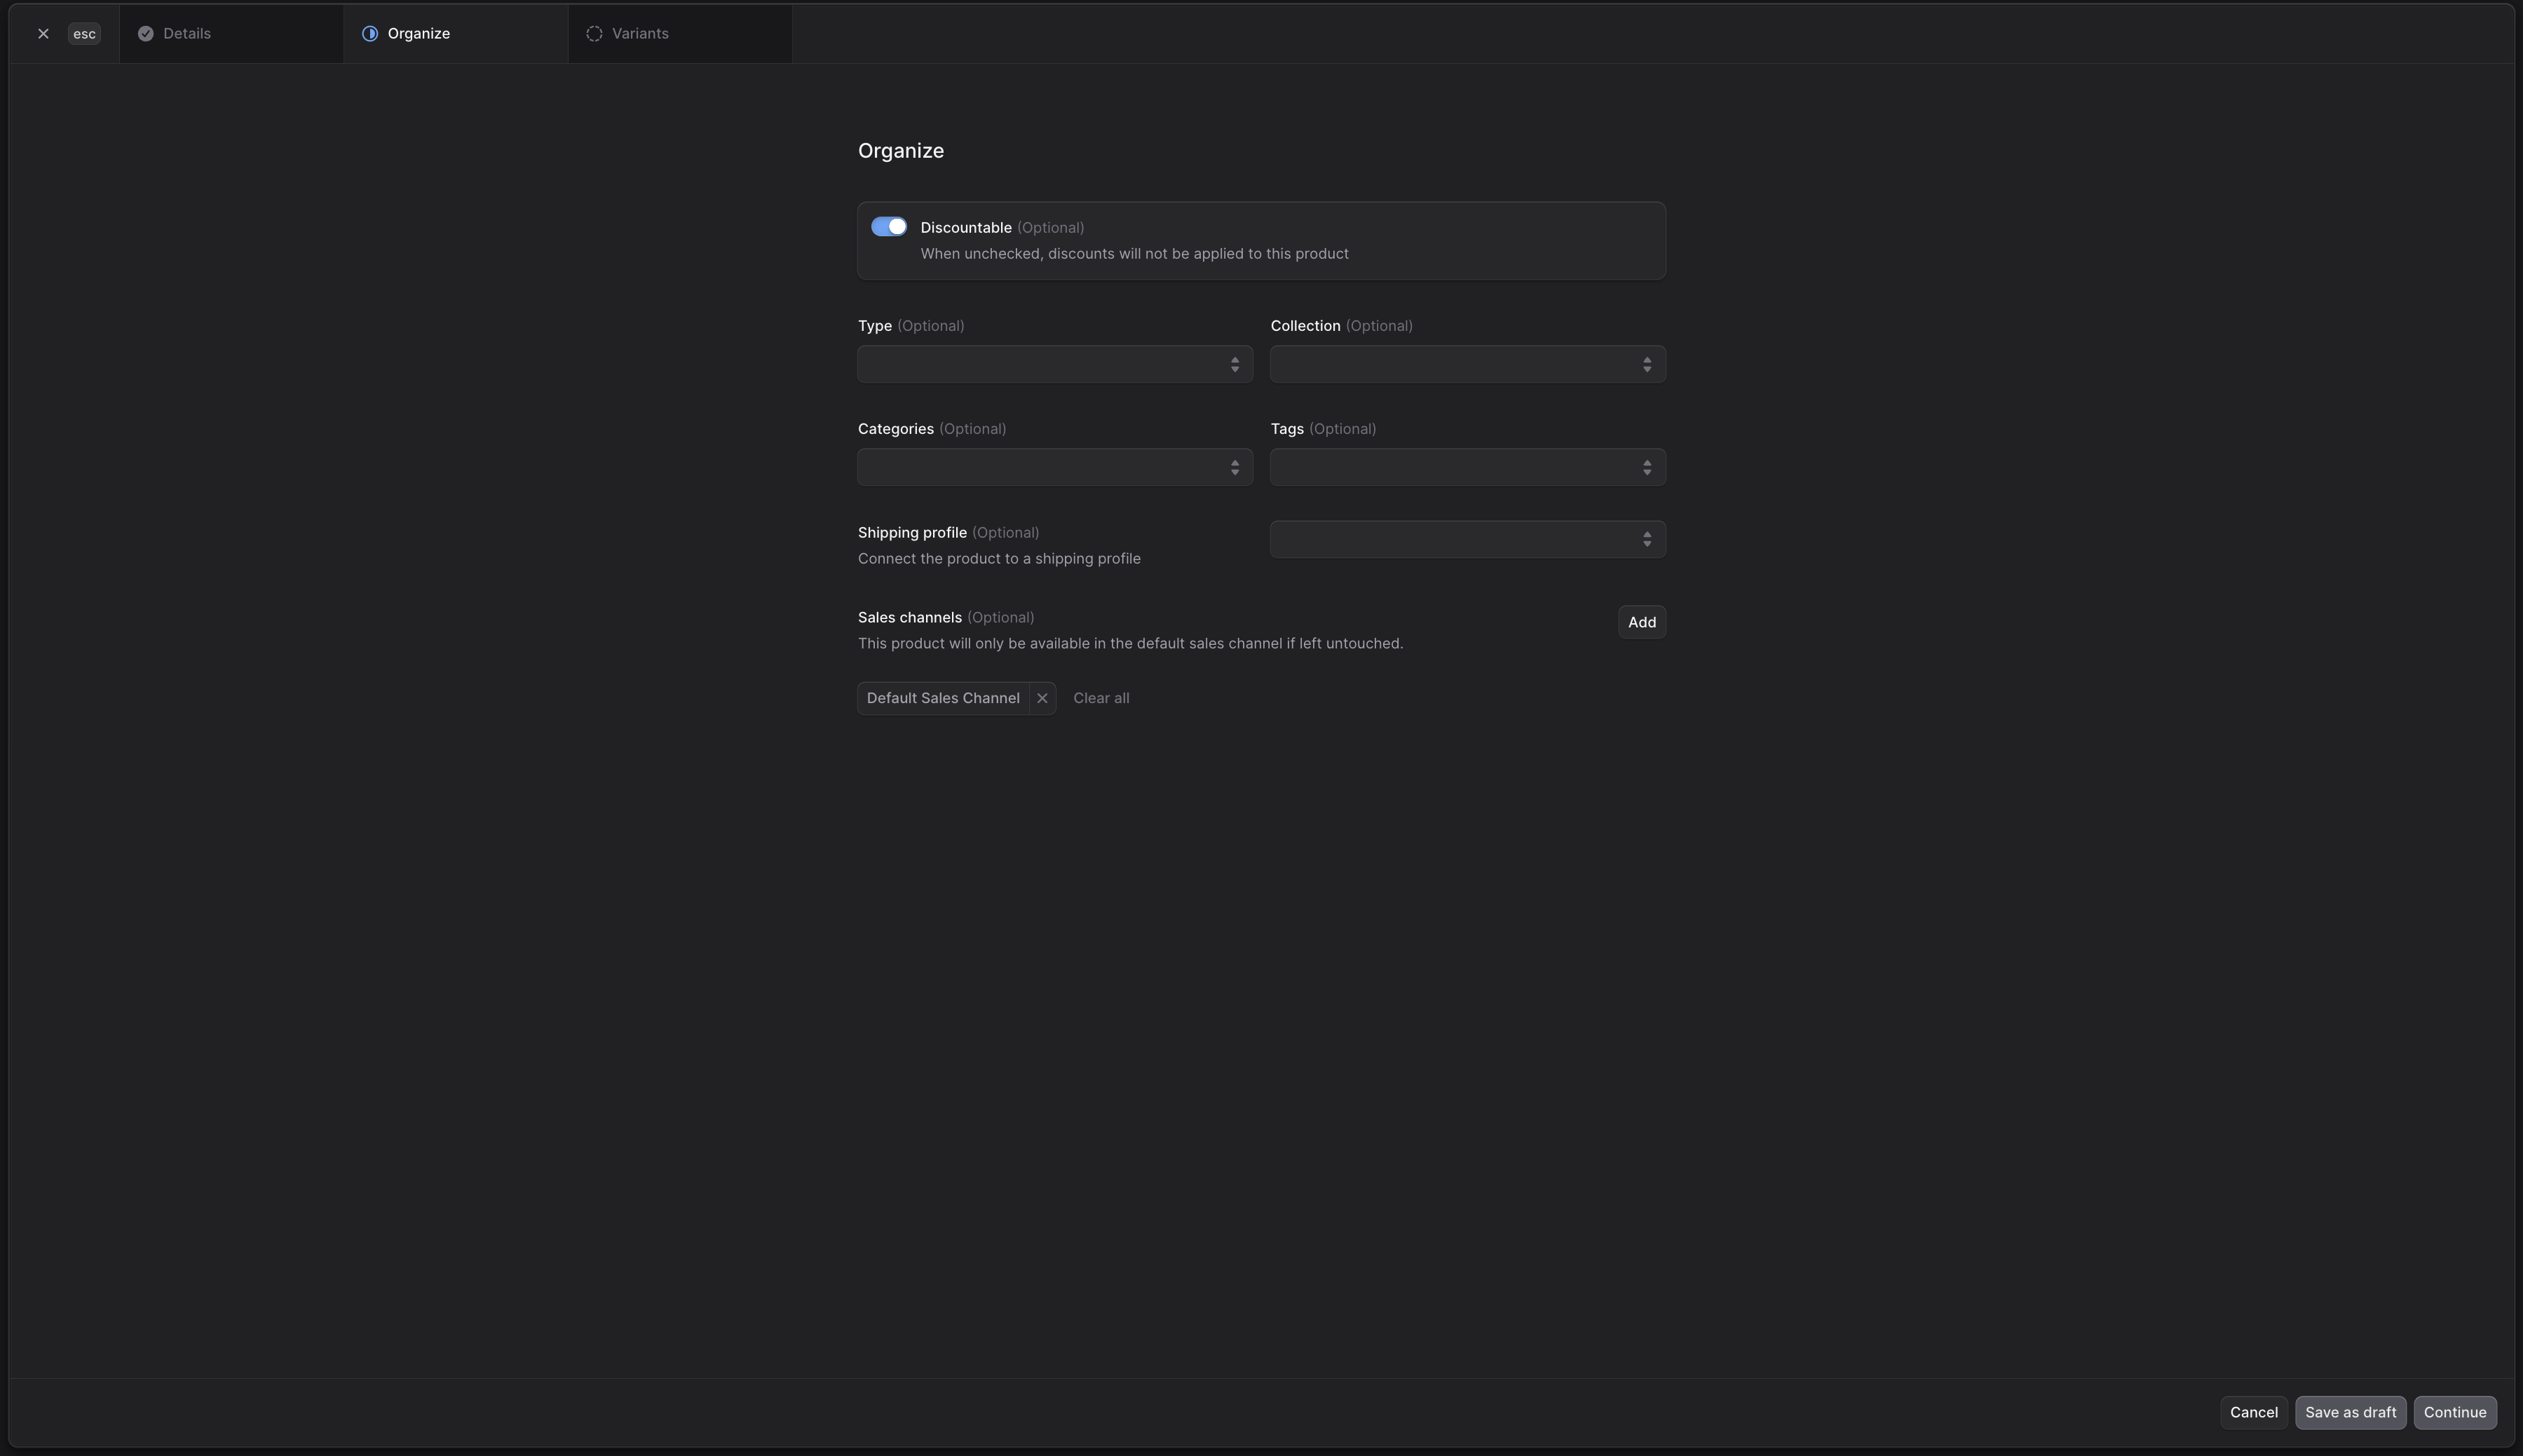 esc
Details
Organize
Variants
Organize
Discountable (Optional)
When unchecked, discounts will not be applied to this product
Type (Optional)
Collection (Optional)
Categories (Optional)
Tags (Optional)
Shipping profile (Optional)
Connect the product to a shipping profile
Sales channels (Optional)
Add
This product will only be available in the default sales channel if left untouched.
Default Sales Channel
Clear all
Cancel
Save as draft
Continue